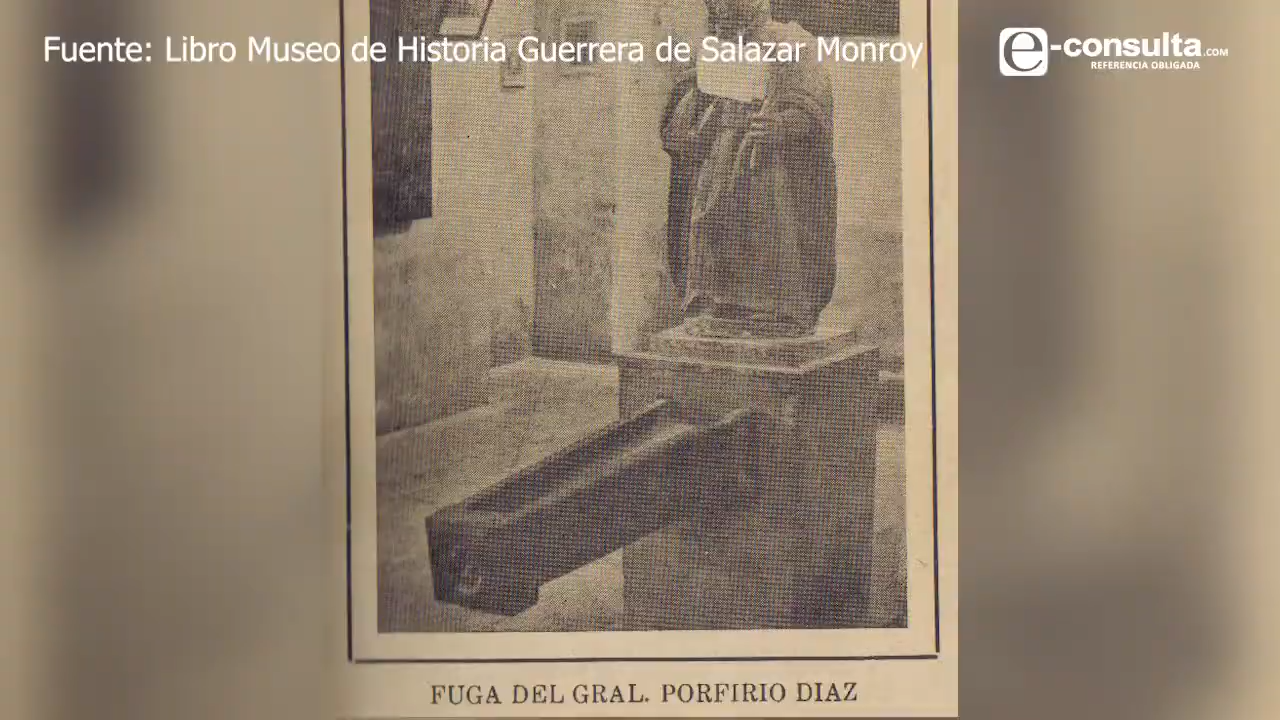 Fuente: Libro Museo de Historia Guerrera de Salazar Monroy
e-consulta.COM
REFERENCIA OBLIGADA
FUGA DEL GRAL. PORFIRIO DIAZ